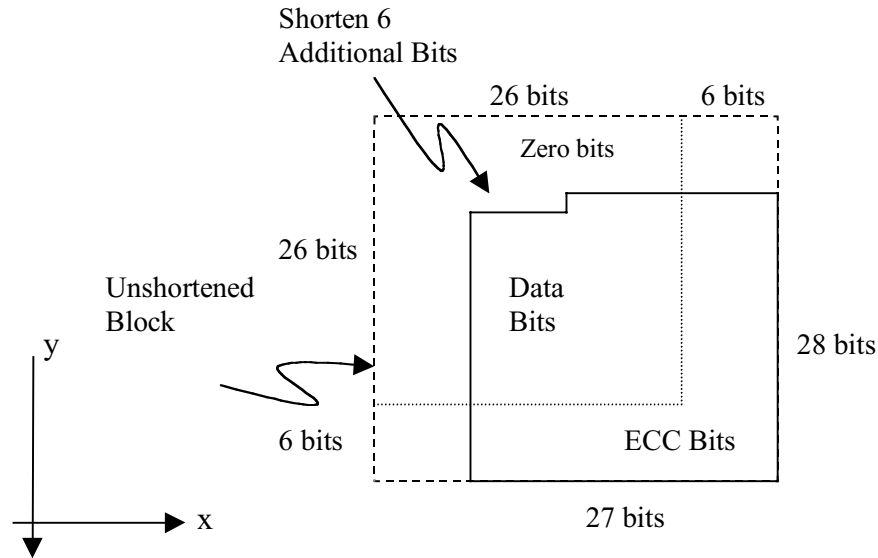 Shorten 6
Additional Bits
26 bits
6 bits
Zero bits
26 bits
Unshortened
Block
Data
Bits
y
28 bits
6 bits
ECC Bits
x
27 bits